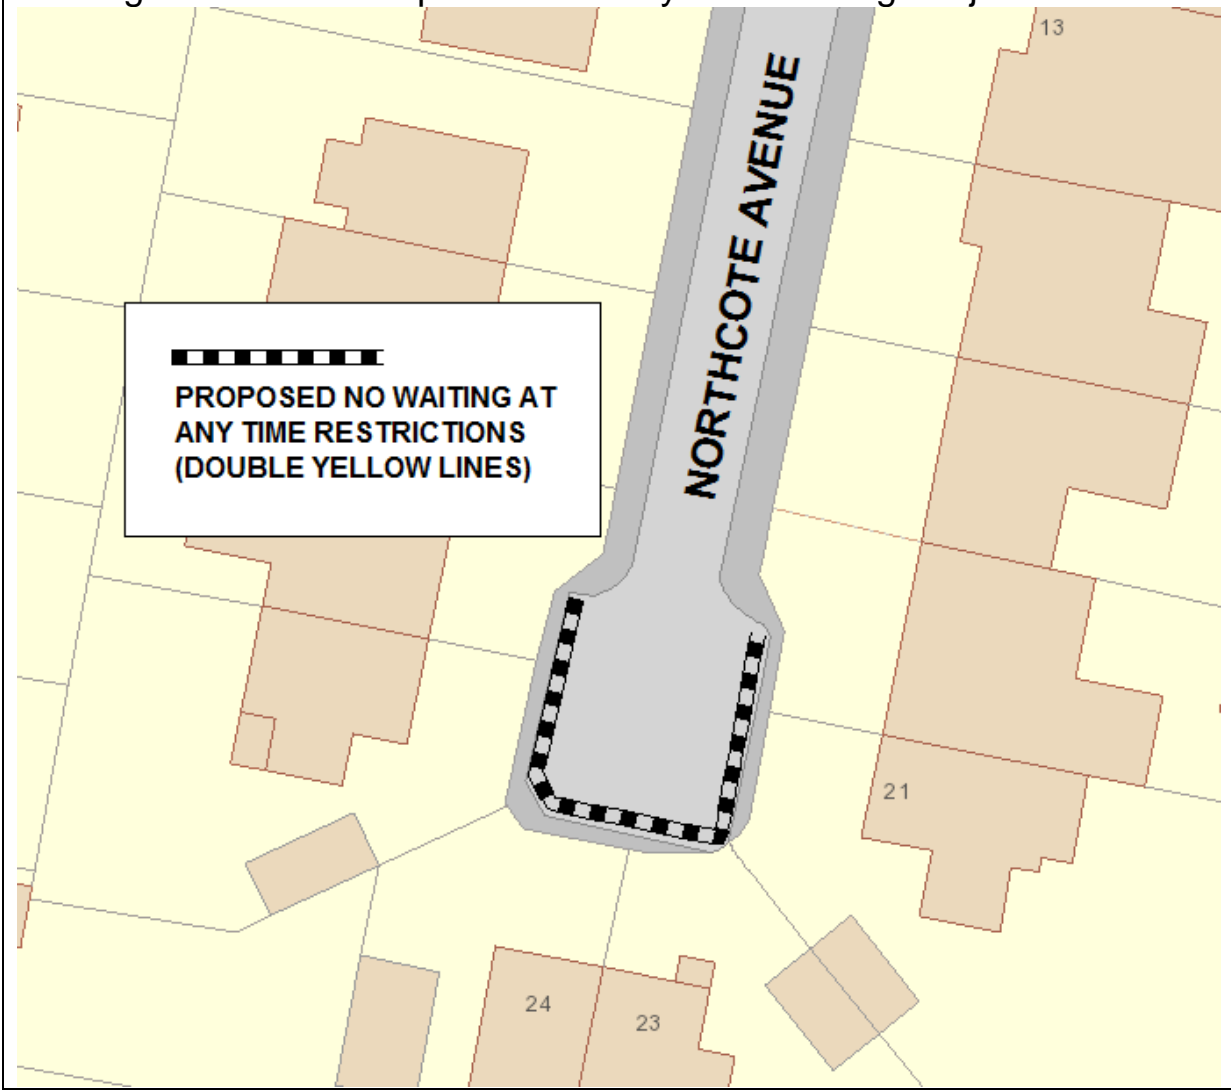 13
NORTHCOTE AVENUE
PROPOSED NO WAITING AT
ANY TIME RESTRICTIONS
(DOUBLE YELLOW LINES)
21
24
23